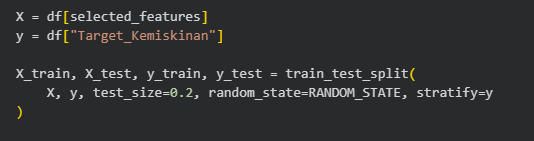 X = df[selected_features]
y = df["Target_Kemiskinan"]

X_train, X_test, y_train, y_test = train_test_split(
    X, y, test_size=0.2, random_state=RANDOM_STATE, stratify=y
)